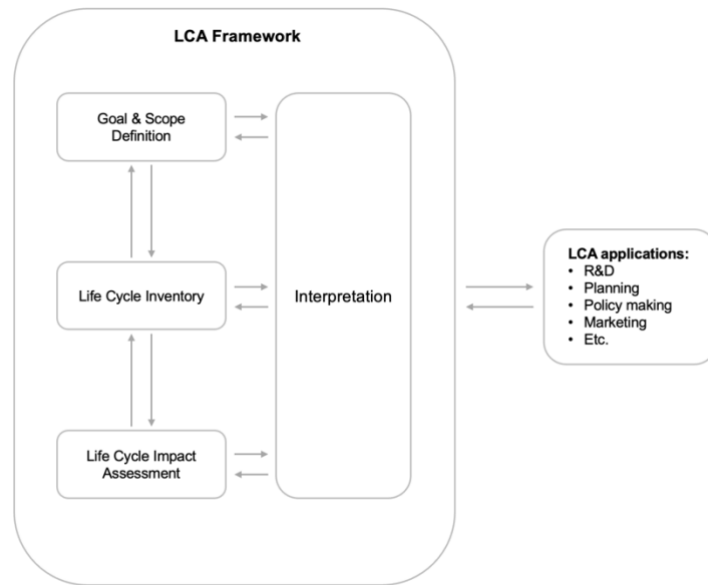 LCA Framework
Goal & Scope
Definition
Life Cycle Inventory
Life Cycle Impact
Assessment
Interpretation
LCA applications:
• R&D
• Planning
• Policy making
• Marketing
• Etc.